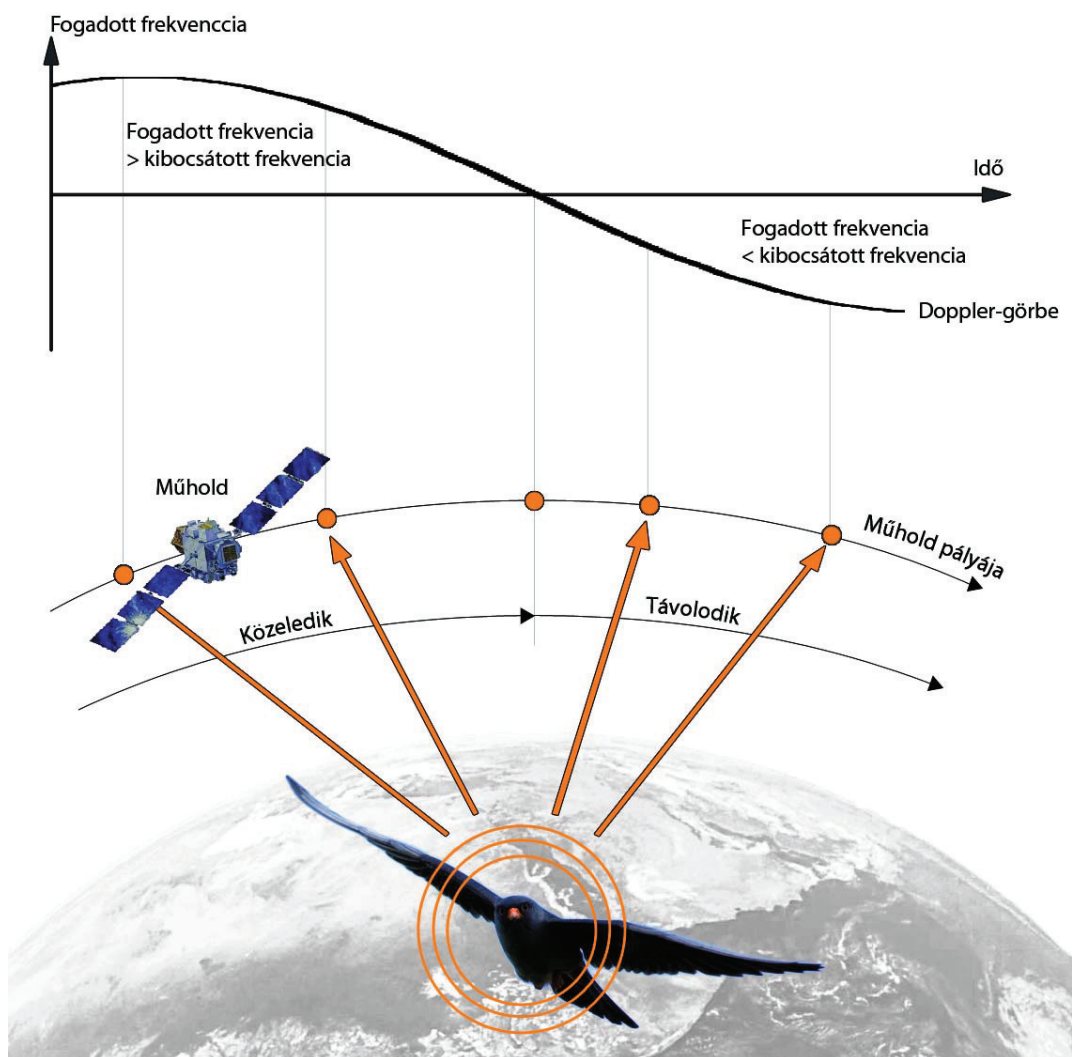 Fogadott frekvenccia
Fogadott frekvencia
> kibocsátott frekvencia
Idő
Fogadott frekvencia
< kibocsátott frekvencia
Doppler-görbe
Műhold
Műhold pályája
Közeledik
Távolodik